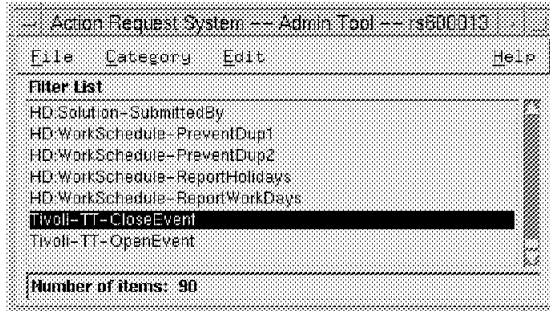 Action Request System -- Admin Tool -- rs600013
File Category Edit Help
Filter List
HD:Solution-SubmittedBy
HD:WorkSchedule-PreventDup1
HD:WorkSchedule-PreventDup2
HD:WorkSchedule-ReportHolidays
HD:WorkSchedule-ReportWorkDays
Tivoli-TT-CloseEvent
Tivoli-TT-OpenEvent
Number of items: 90